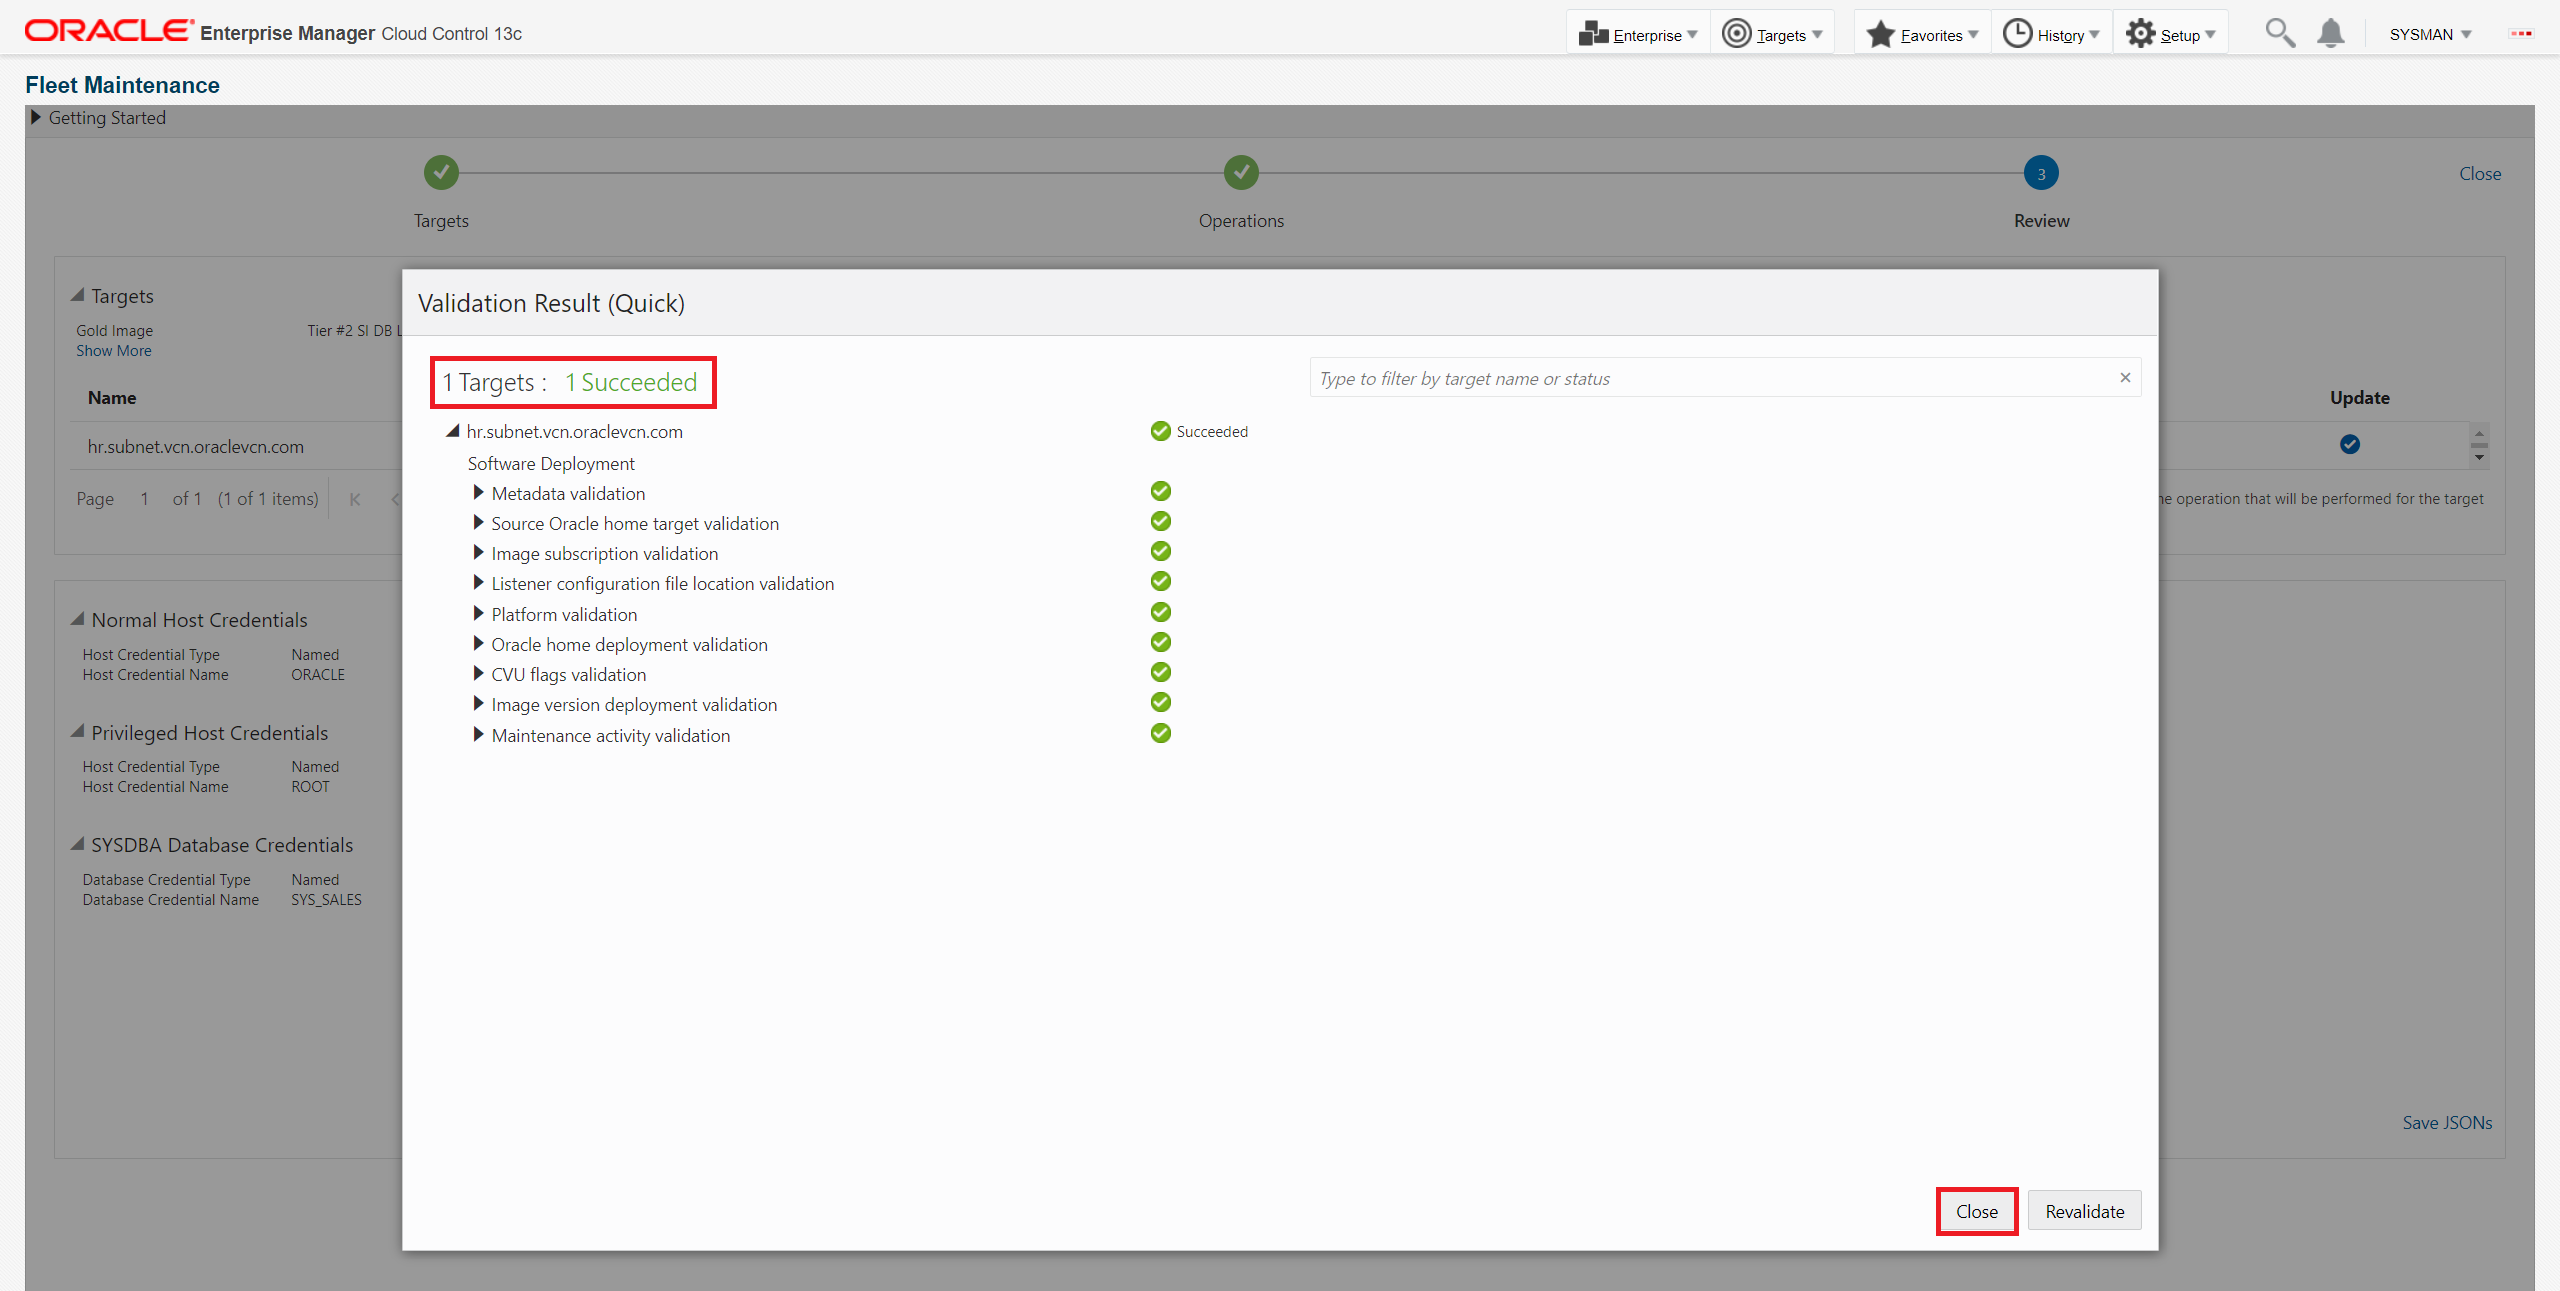 ORACLE Enterprise Manager Cloud Control 13c
Enterprise Targets Favorites History Setup SYSMAN
Fleet Maintenance
Getting Started
3
Close
Targets Operations Review
Targets
Gold Image Tier #2 SI DB L
Show More
Name Update
hr.subnet.vcn.oraclevcn.com
Page 1 of 1 (1 of 1 items) operation that will be performed for the target
Normal Host Credentials
Host Credential Type Named
Host Credential Name ORACLE
Privileged Host Credentials
Host Credential Type Named
Host Credential Name ROOT
SYSDBA Database Credentials
Database Credential Type Named
Database Credential Name SYS_SALES
Save JSONs
Validation Result (Quick)
1 Targets : 1 Succeeded
Type to filter by target name or status
hr.subnet.vcn.oraclevcn.com Succeeded
Software Deployment
Metadata validation
Source Oracle home target validation
Image subscription validation
Listener configuration file location validation
Platform validation
Oracle home deployment validation
CVU flags validation
Image version deployment validation
Maintenance activity validation
Close Revalidate